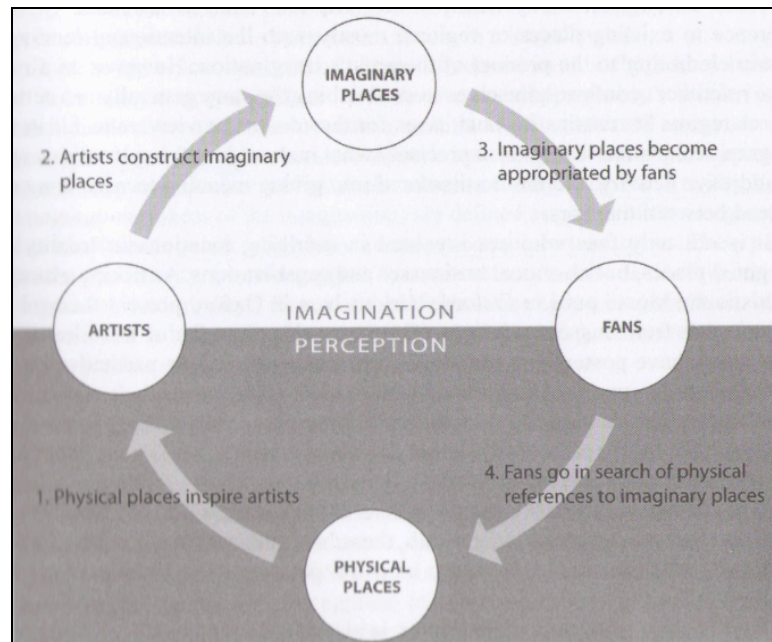 IMAGINARY
PLACES
2. Artists construct imaginary
places
3. Imaginary places become
appropriated by fans
ARTISTS
IMAGINATION
PERCEPTION
FANS
1. Physical places inspire artists
4. Fans go in search of physical
references to imaginary places
PHYSICAL
PLACES